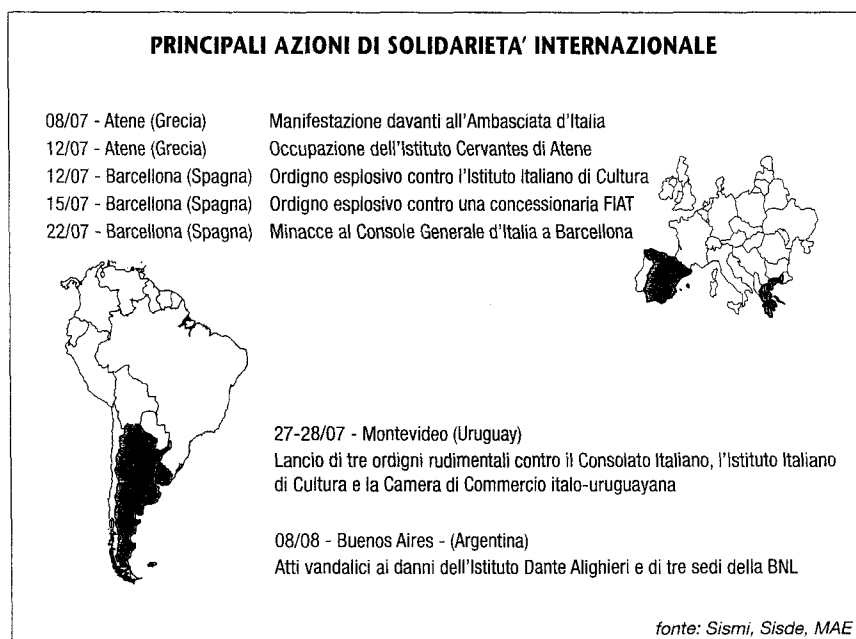 PRINCIPALI AZIONI DI SOLIDARIETA' INTERNAZIONALE
08/07 - Atene (Grecia) Manifestazione davanti all'Ambasciata d'Italia
12/07 - Atene (Grecia) Occupazione dell'Istituto Cervantes di Atene
12/07 - Barcellona (Spagna) Ordigno esplosivo contro l'Istituto Italiano di Cultura
15/07 - Barcellona (Spagna) Ordigno esplosivo contro una concessionaria FIAT
22/07 - Barcellona (Spagna) Minacce al Console Generale d'Italia a Barcellona
27-28/07 - Montevideo (Uruguay)
Lancio di tre ordigni rudimentali contro il Consolato Italiano, l'Istituto Italiano
di Cultura e la Camera di Commercio italo-uruguayana
08/08 - Buenos Aires - (Argentina)
Atti vandalici ai danni dell'Istituto Dante Alighieri e di tre sedi della BNL
fonte: Sismi, Sisde, MAE